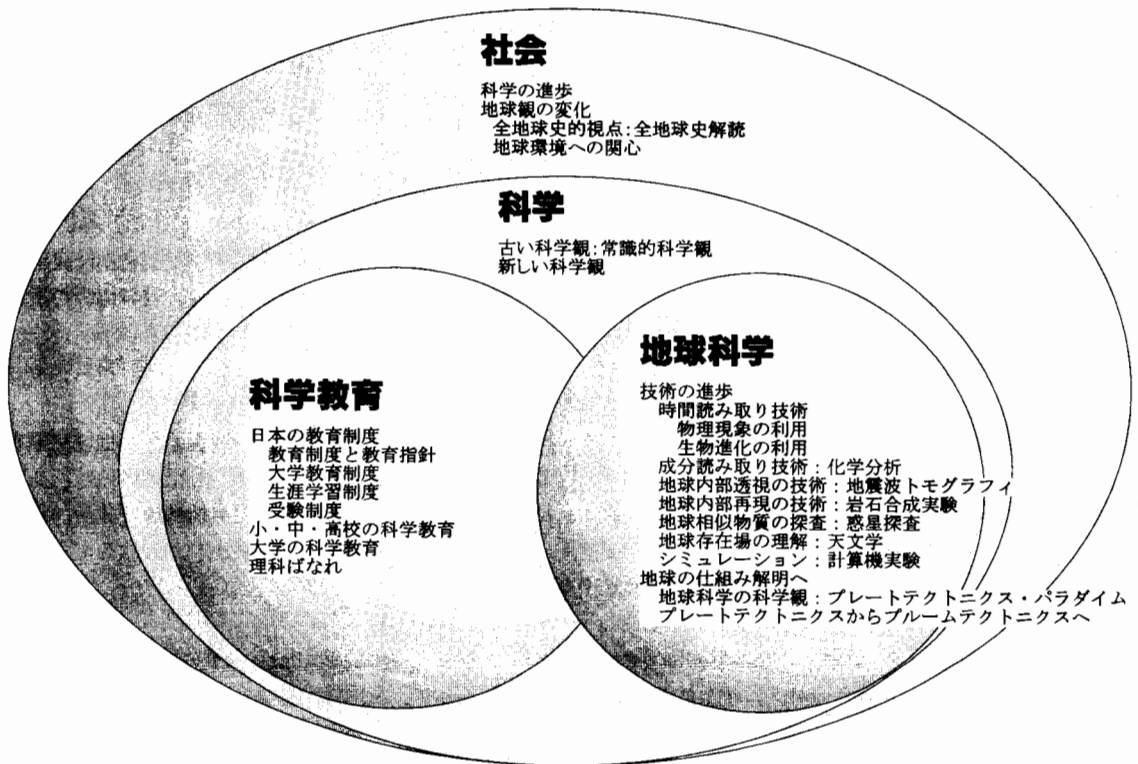 社会
科学の進歩
地球観の変化
全地球史的視点:全地球史解読
地球環境への関心
科学
古い科学観:常識的科学観
新しい科学観
科学教育
日本の教育制度
教育制度と教育指針
大学教育制度
生涯学習制度
受験制度
小・中・高校の科学教育
大学の科学教育
理科ばなれ
地球科学
技術の進歩
時間読み取り技術
物理現象の利用
生物進化の利用
成分読み取り技術:化学分析
地球内部透視の技術:地震波トモグラフィ
地球内部再現の技術:岩石合成実験
地球相似物質の探査:惑星探査
地球存在場の理解:天文学
シミュレーション:計算機実験
地球の仕組み解明へ
地球科学の科学観:プレートテクトニクス・パラダイム
プレートテクトニクスからプルームテクトニクスへ